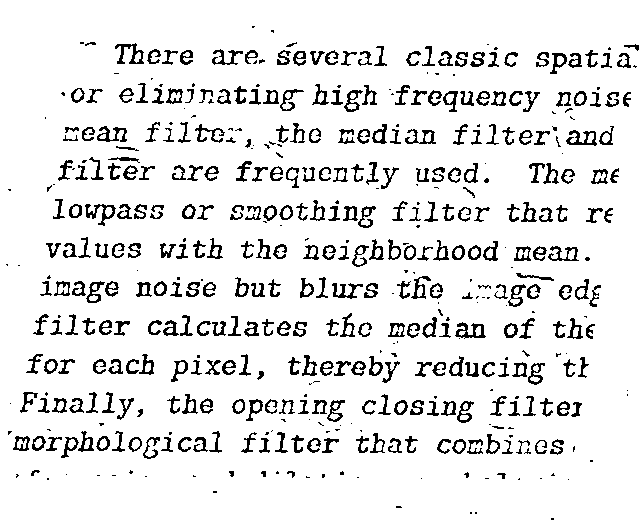 There are several classic spatia
or eliminating high frequency noise
mean filter, the median filter and
filter are frequently used. The me
lowpass or smoothing filter that re
values with the neighborhood mean.
image noise but blurs the image edg
filter calculates the median of the
for each pixel, thereby reducing th
Finally, the opening closing filter
morphological filter that combines